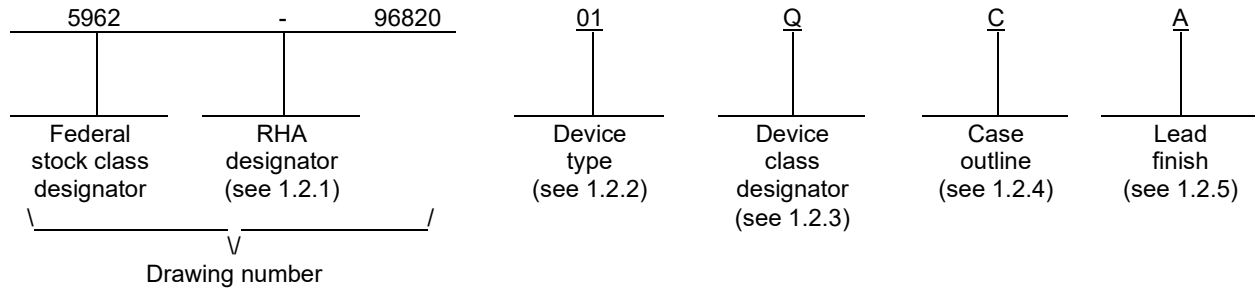 5962 - 96820 01 Q C A
Federal stock class designator
RHA designator (see 1.2.1)
Device type (see 1.2.2)
Device class designator (see 1.2.3)
Case outline (see 1.2.4)
Lead finish (see 1.2.5)
\ /
\/
Drawing number